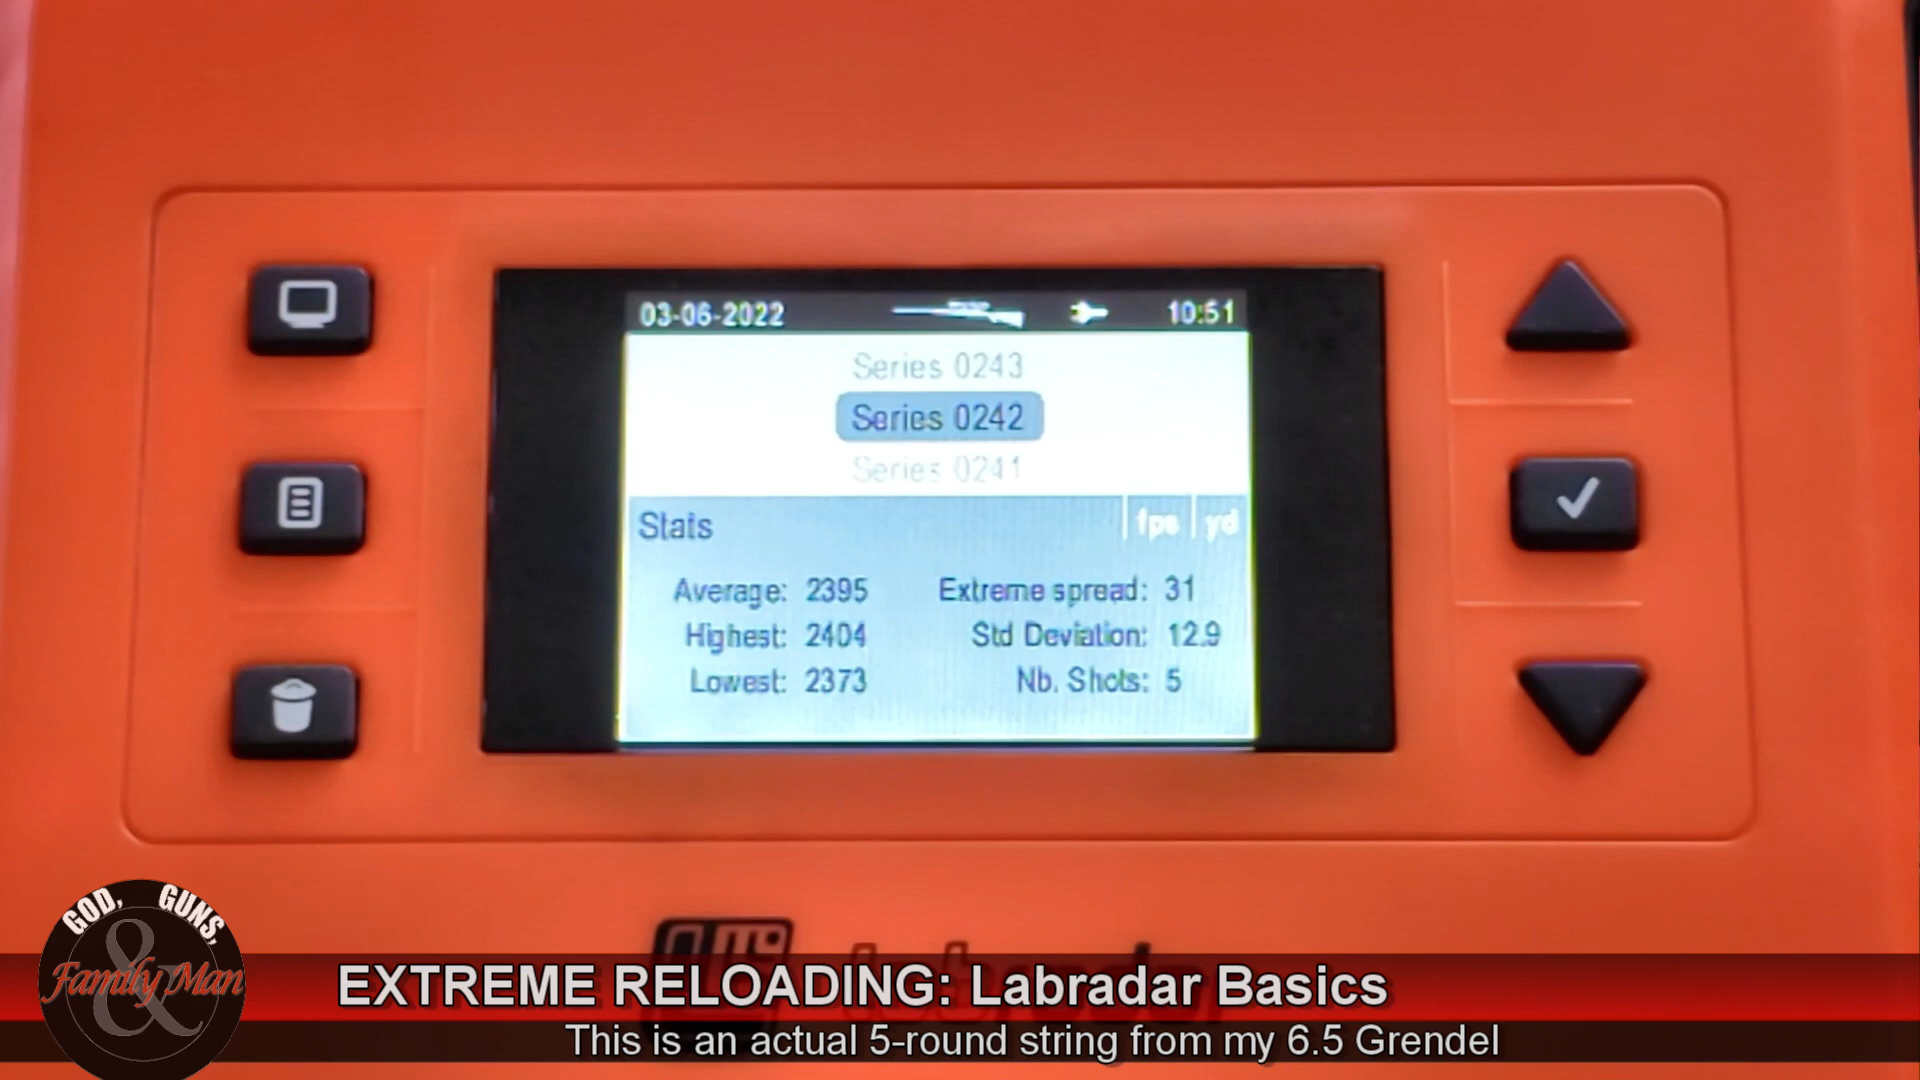 03-06-2022 10:51
Series 0243
Series 0242
Series 0241
Stats fps yd
Average: 2395 Extreme spread: 31
Highest: 2404 Std Deviation: 12.9
Lowest: 2373 Nb. Shots: 5
GOD, GUNS,
&
Family Man
EXTREME RELOADING: Labradar Basics
This is an actual 5-round string from my 6.5 Grendel